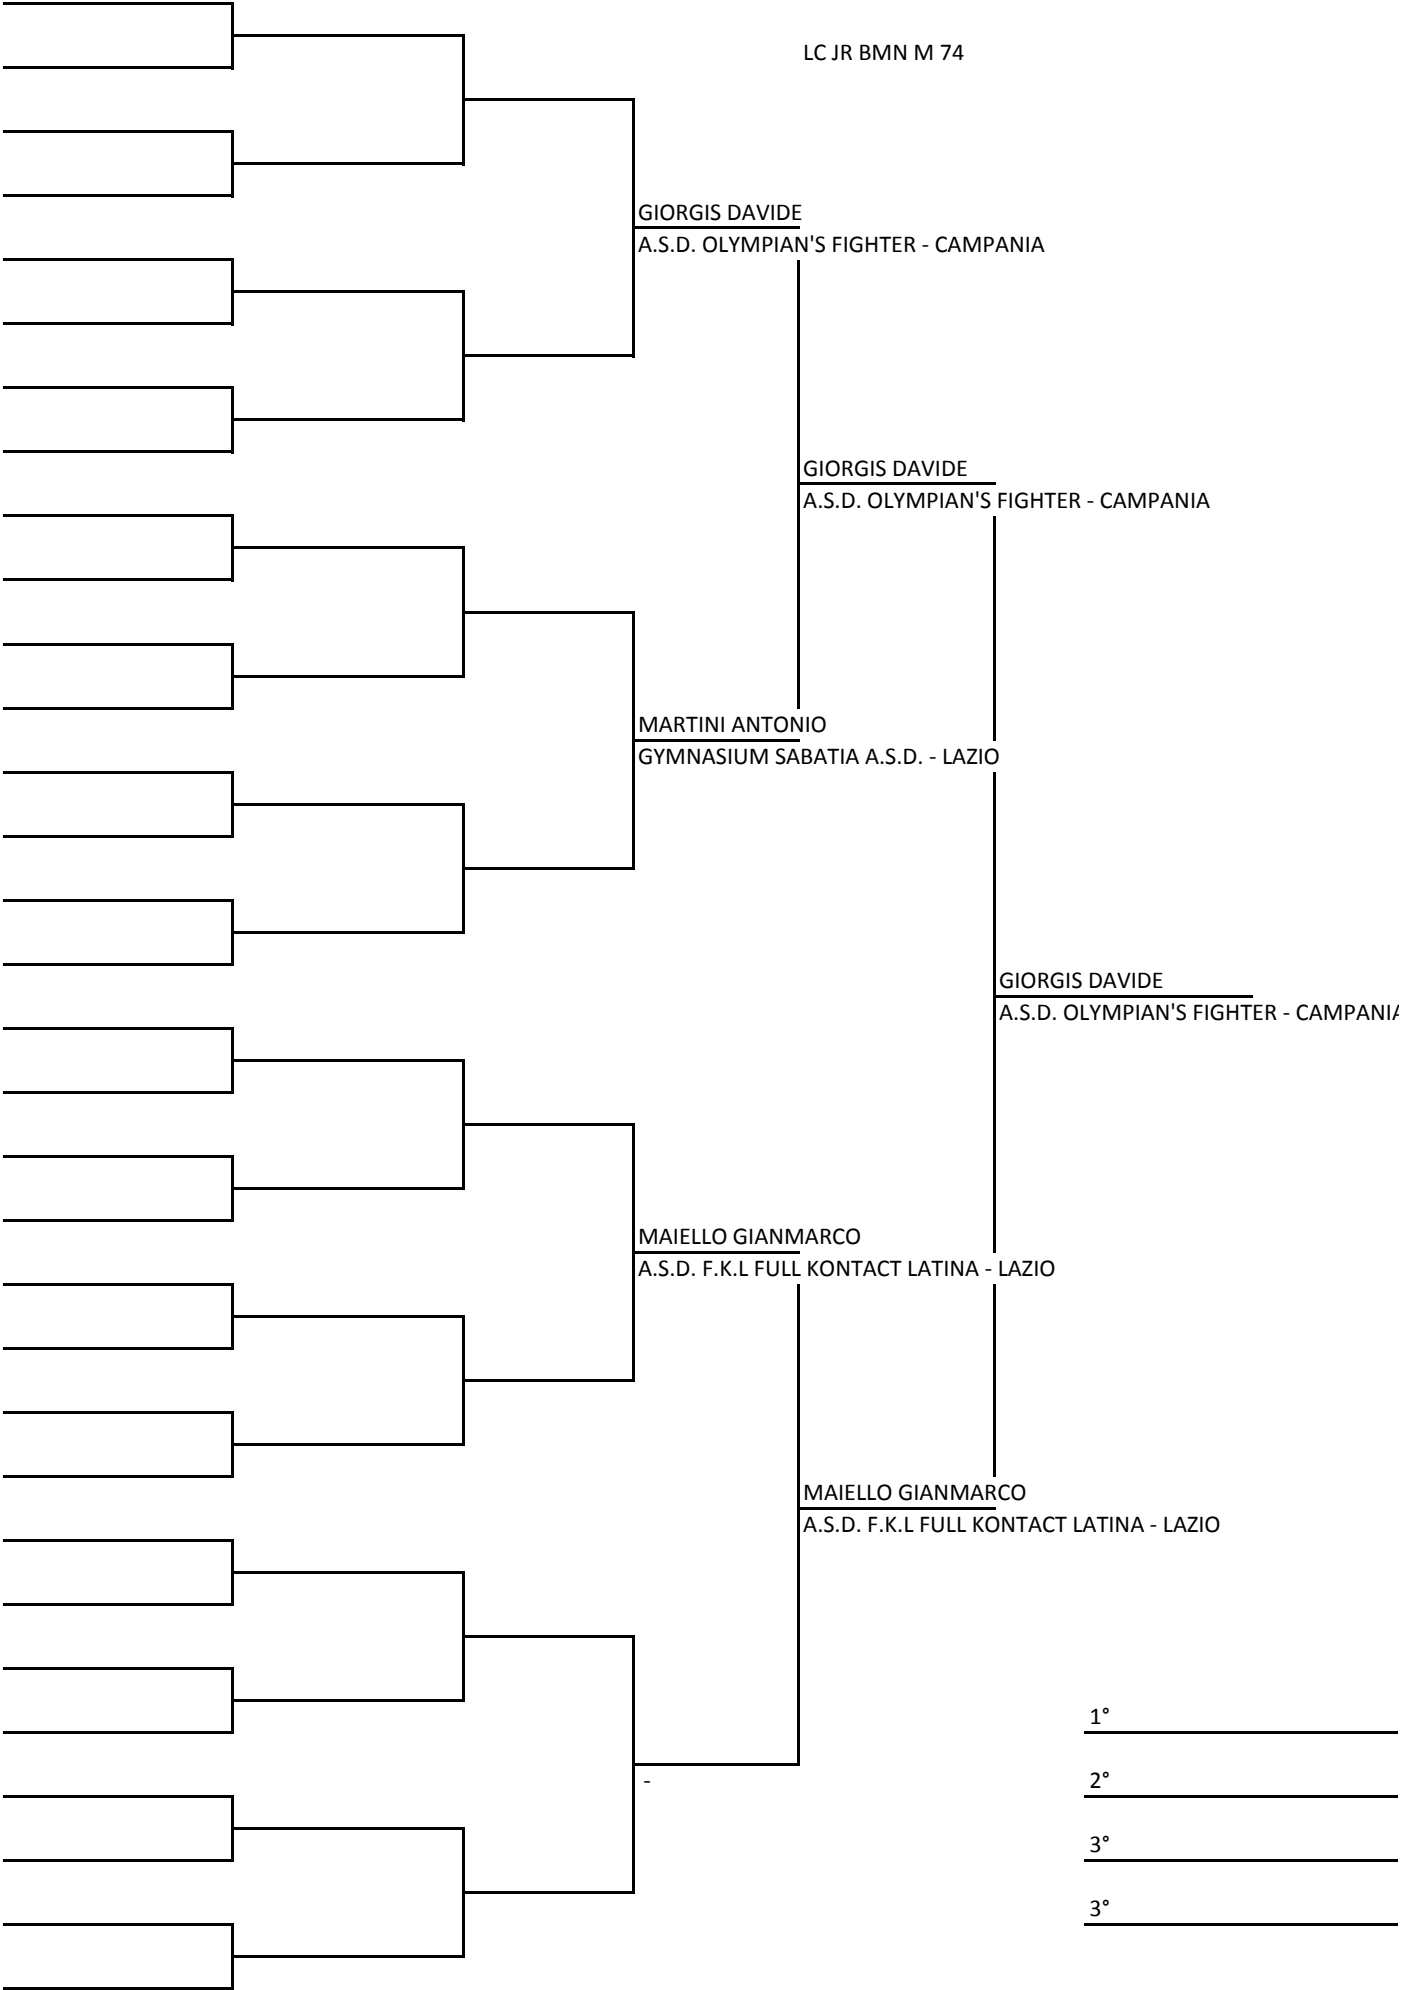 LC JR BMN M 74
GIORGIS DAVIDE
A.S.D. OLYMPIAN'S FIGHTER - CAMPANIA
GIORGIS DAVIDE
A.S.D. OLYMPIAN'S FIGHTER - CAMPANIA
MARTINI ANTONIO
GYMNASIUM SABATIA A.S.D. - LAZIO
GIORGIS DAVIDE
A.S.D. OLYMPIAN'S FIGHTER - CAMPANIA
MAIELLO GIANMARCO
A.S.D. F.K.L FULL KONTACT LATINA - LAZIO
MAIELLO GIANMARCO
A.S.D. F.K.L FULL KONTACT LATINA - LAZIO
1°
-
2°
3°
3°